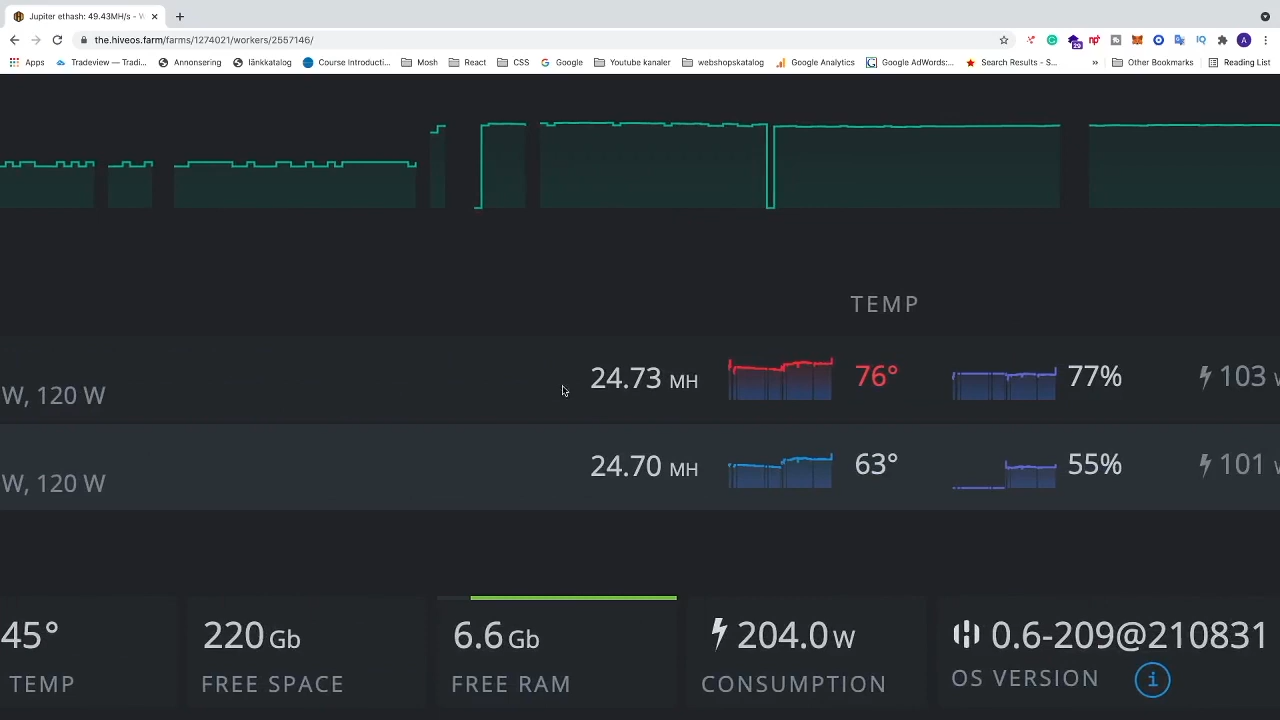 Jupiter ethash: 49.43MH/s - W
the.hiveos.farm/farms/1274021/workers/2557146/
Apps Tradeview – Tradi... Annonsering länkkatalog Course Introducti... Mosh React CSS Google Youtube kanaler webshopskatalog Google Analytics Google AdWords:... Search Results - S... » Other Bookmarks Reading List
TEMP
W, 120 W 24.73 MH 76° 77% 103 W
W, 120 W 24.70 MH 63° 55% 101 W
45° 220 Gb 6.6 Gb 204.0 W 0.6-209@210831
TEMP FREE SPACE FREE RAM CONSUMPTION OS VERSION i